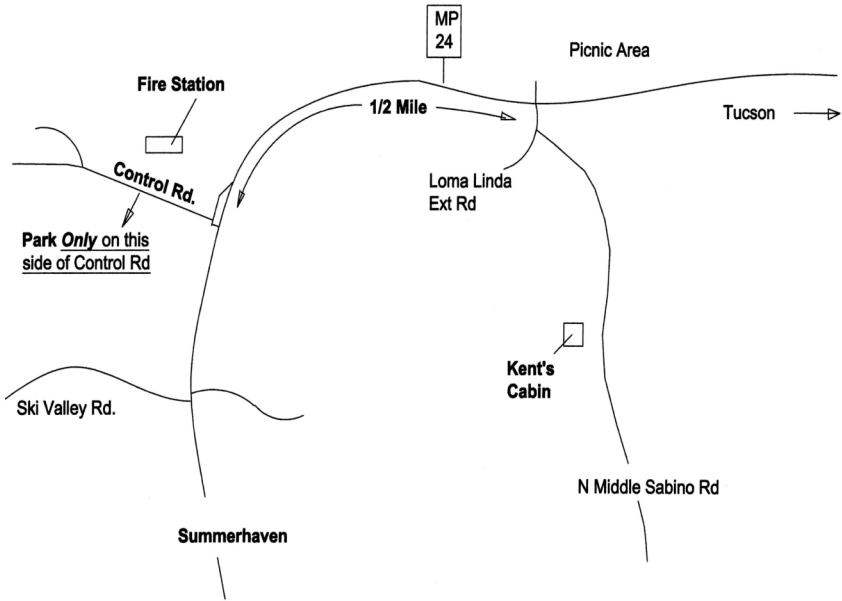 MP
24
Picnic Area
Fire Station
1/2 Mile
Tucson
Control Rd.
Loma Linda
Ext Rd
Park Only on this
side of Control Rd
Kent's
Cabin
Ski Valley Rd.
N Middle Sabino Rd
Summerhaven